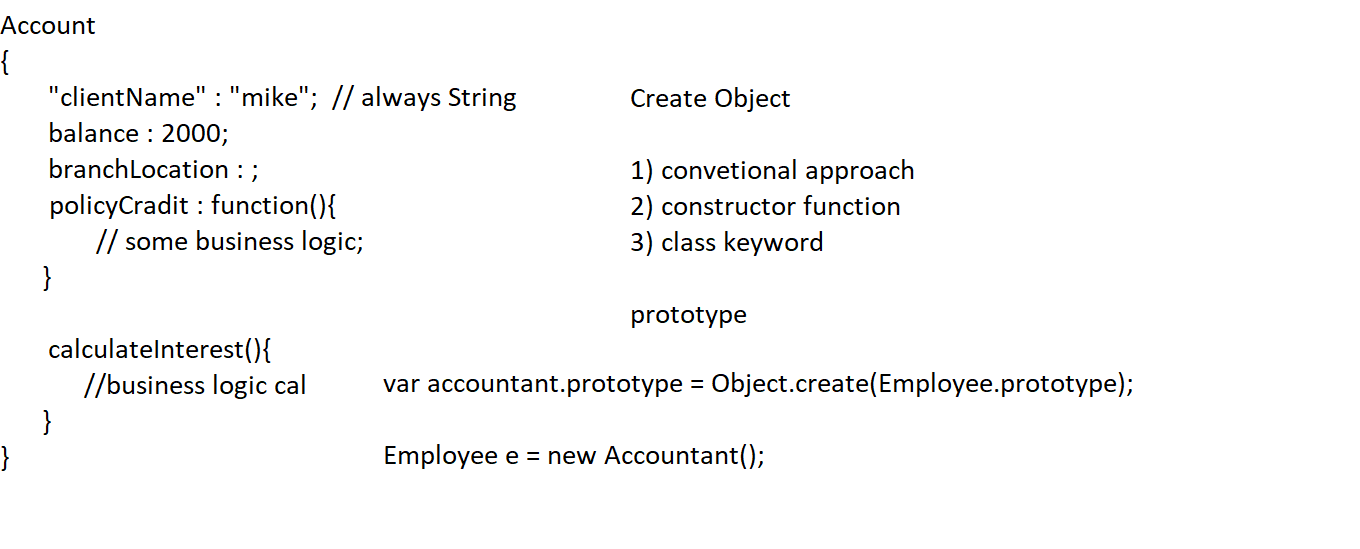 Account
{
"clientName" : "mike"; // always String
balance : 2000;
branchLocation : ;
policyCradit : function(){
// some business logic;
}
calculateInterest(){
//business logic cal
}
}
Create Object
1) convetional approach
2) constructor function
3) class keyword
prototype
var accountant.prototype = Object.create(Employee.prototype);
Employee e = new Accountant();